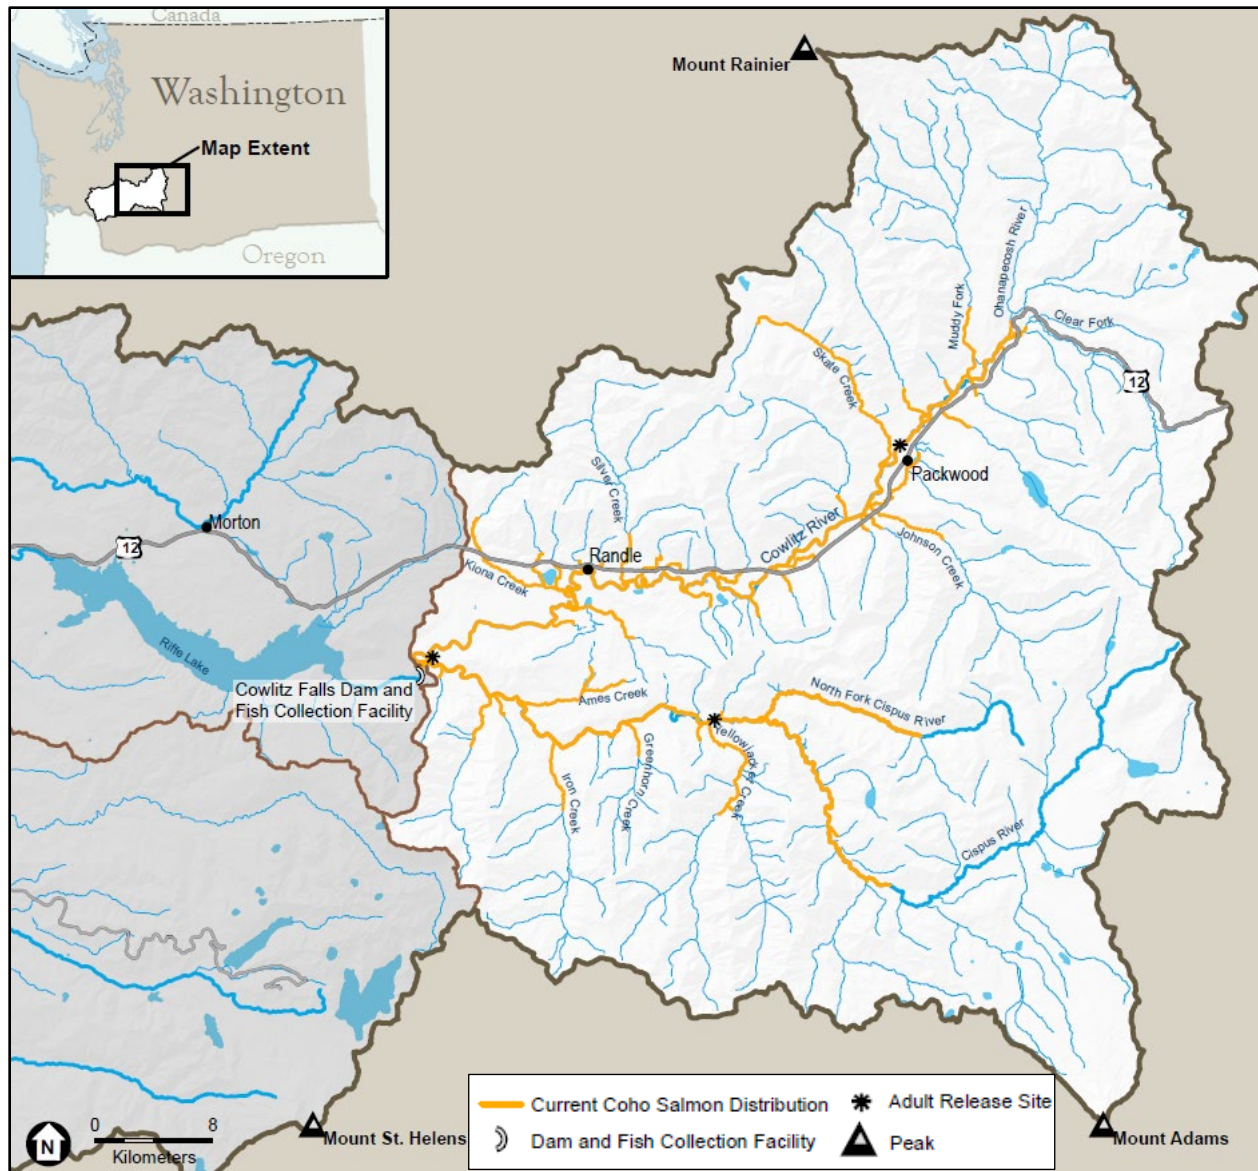 Canada
Washington
Map Extent
Oregon
Mount Rainier
Ohanapecosh River
Muddy Fork
Clear Fork
12
Skate Creek
Packwood
Silver Creek
Morton
12
Cowlitz River
Randle
Johnson Creek
Kiona Creek
Riffe Lake
Cowlitz Falls Dam and
Fish Collection Facility
Ames Creek
North Fork Cispus River
Yellowjacket Creek
Greenhorn Creek
Iron Creek
Cispus River
Current Coho Salmon Distribution
Adult Release Site
Dam and Fish Collection Facility
Peak
N
0 8
Kilometers
Mount St. Helens
Mount Adams